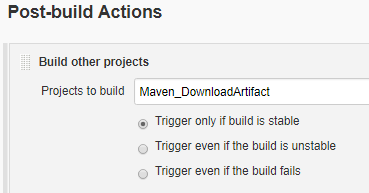 Post-build Actions
Build other projects
Projects to build Maven_DownloadArtifact
Trigger only if build is stable
Trigger even if the build is unstable
Trigger even if the build fails